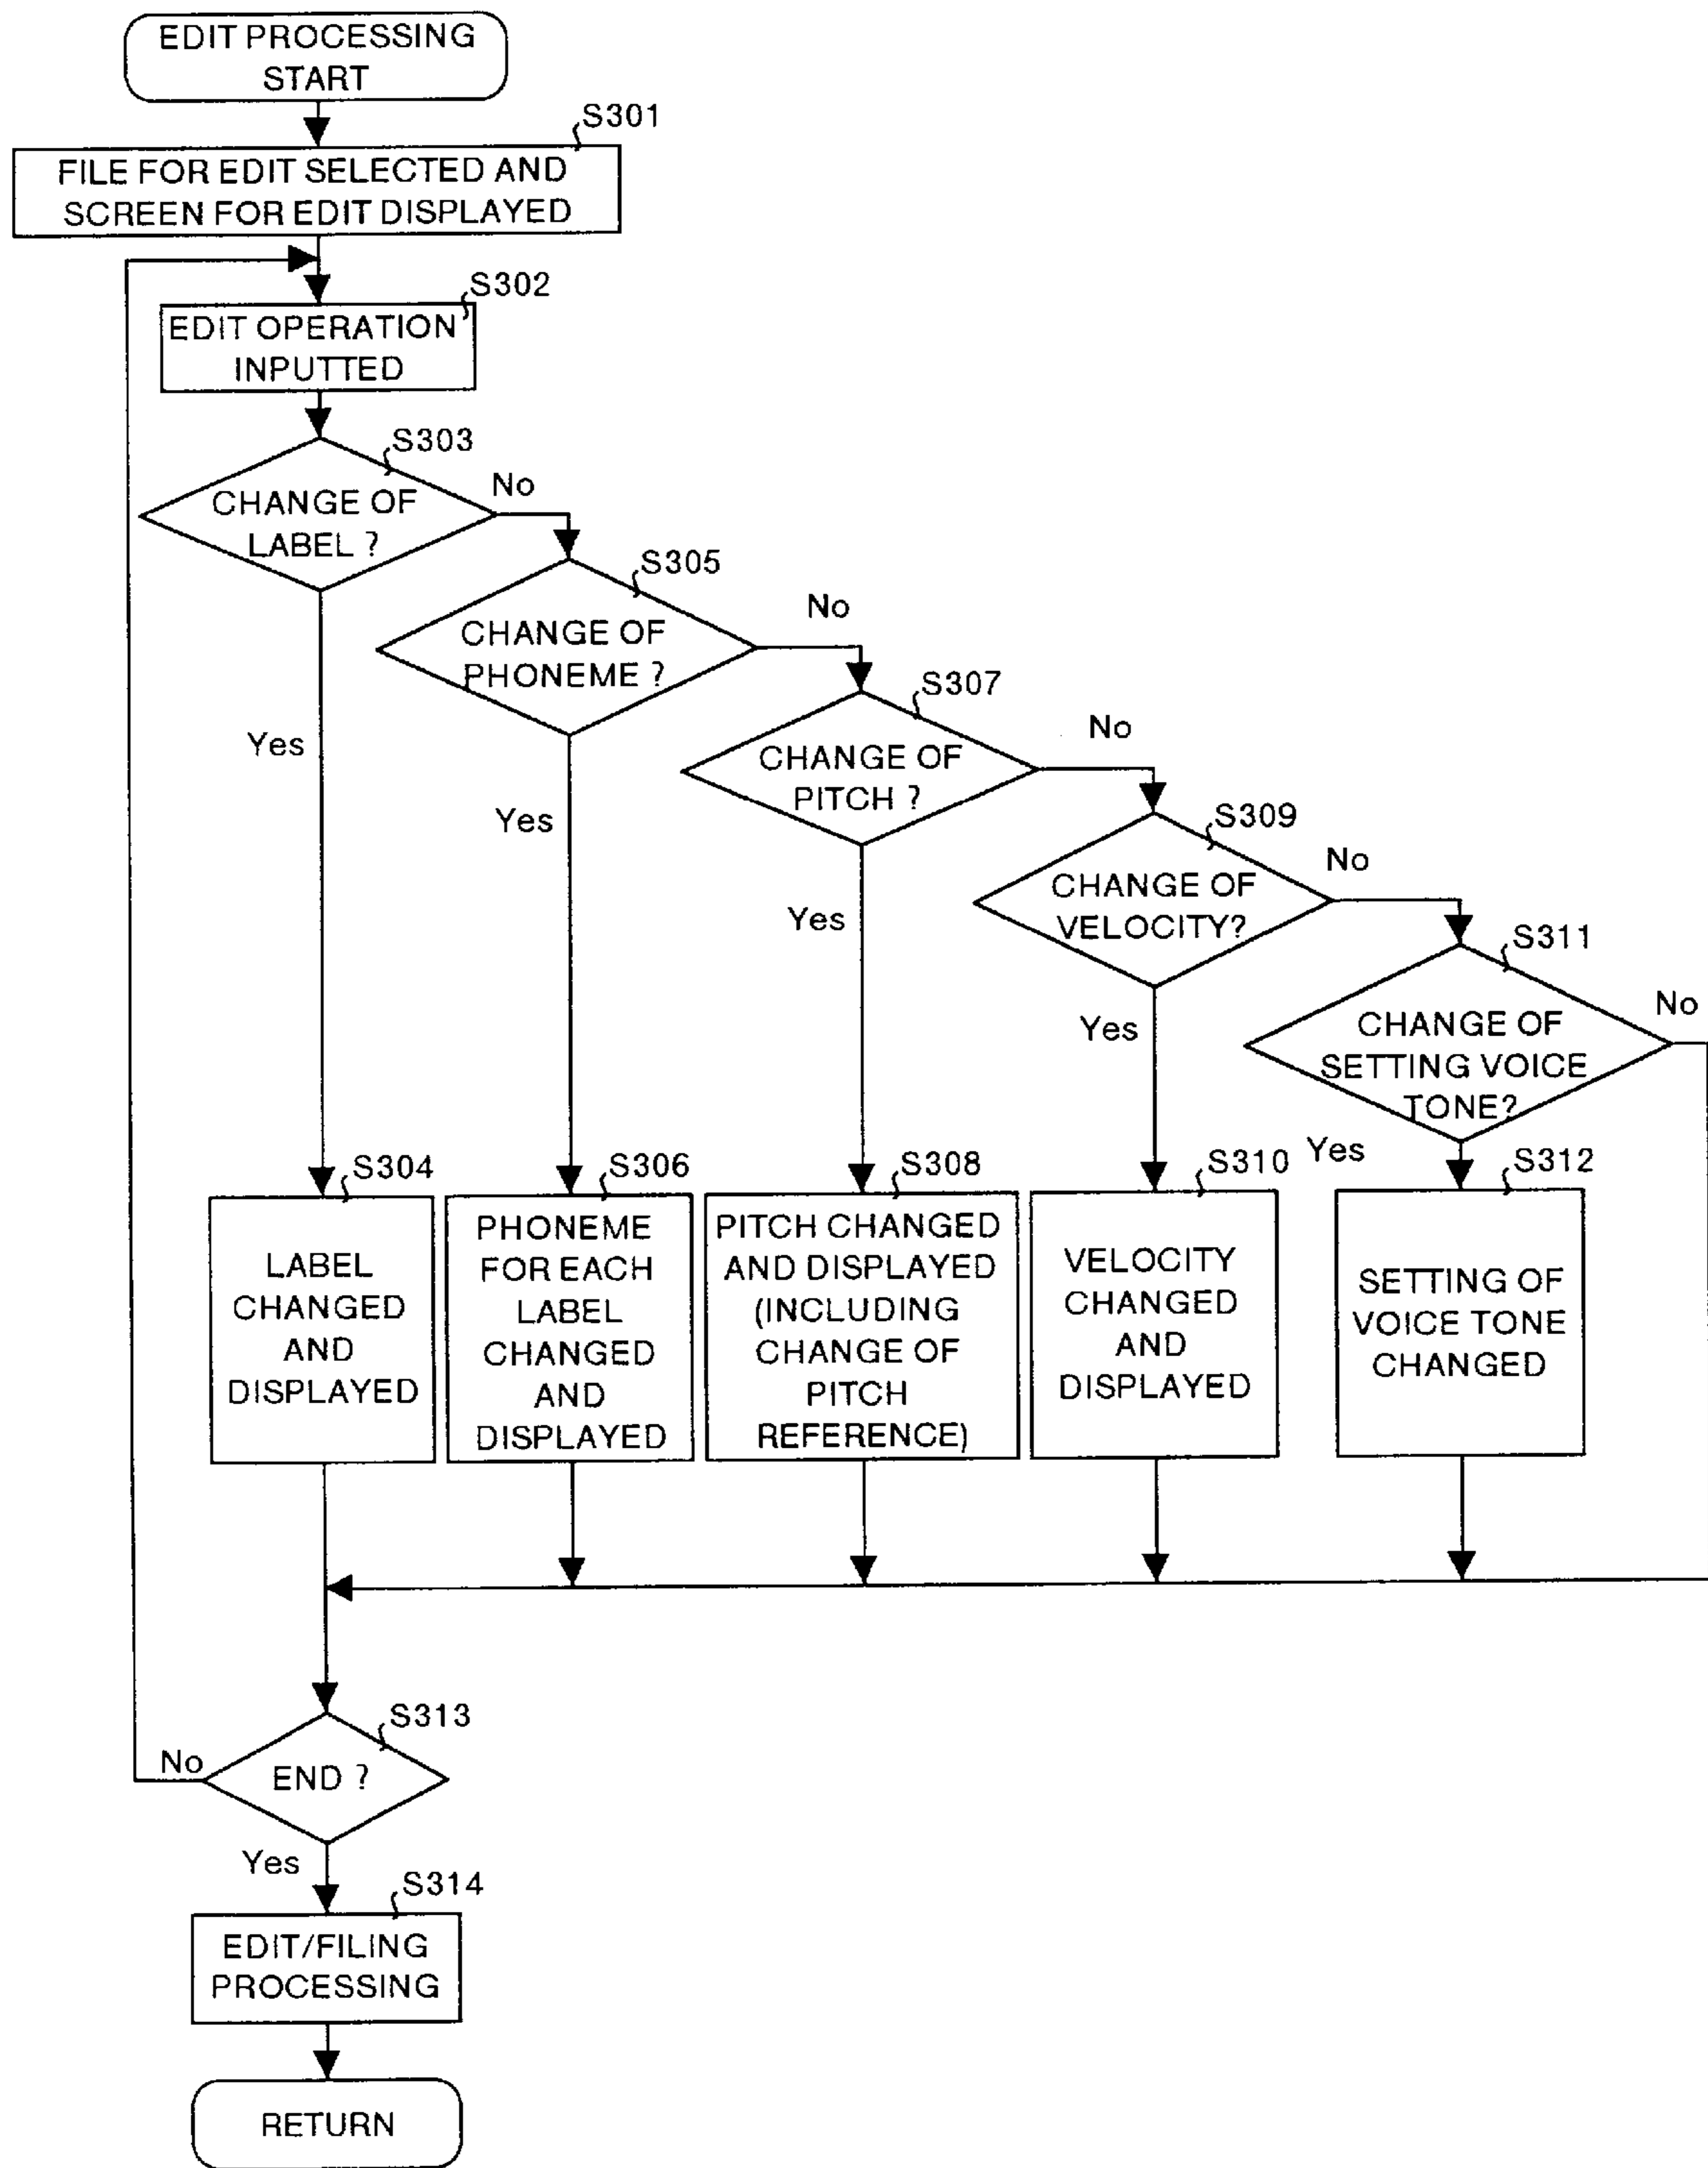 EDIT PROCESSING
START
S301
FILE FOR EDIT SELECTED AND
SCREEN FOR EDIT DISPLAYED
S302
EDIT OPERATION
INPUTTED
S303
CHANGE OF
LABEL ?
No
Yes
S305
CHANGE OF
PHONEME ?
No
Yes
S307
CHANGE OF
PITCH ?
No
Yes
S309
CHANGE OF
VELOCITY?
No
Yes
S311
CHANGE OF
SETTING VOICE
TONE?
No
Yes
S304
LABEL
CHANGED
AND
DISPLAYED
S306
PHONEME
FOR EACH
LABEL
CHANGED
AND
DISPLAYED
S308
PITCH CHANGED
AND DISPLAYED
(INCLUDING
CHANGE OF
PITCH
REFERENCE)
S310
VELOCITY
CHANGED
AND
DISPLAYED
S312
SETTING OF
VOICE TONE
CHANGED
S313
END ?
No
Yes
S314
EDIT/FILING
PROCESSING
RETURN